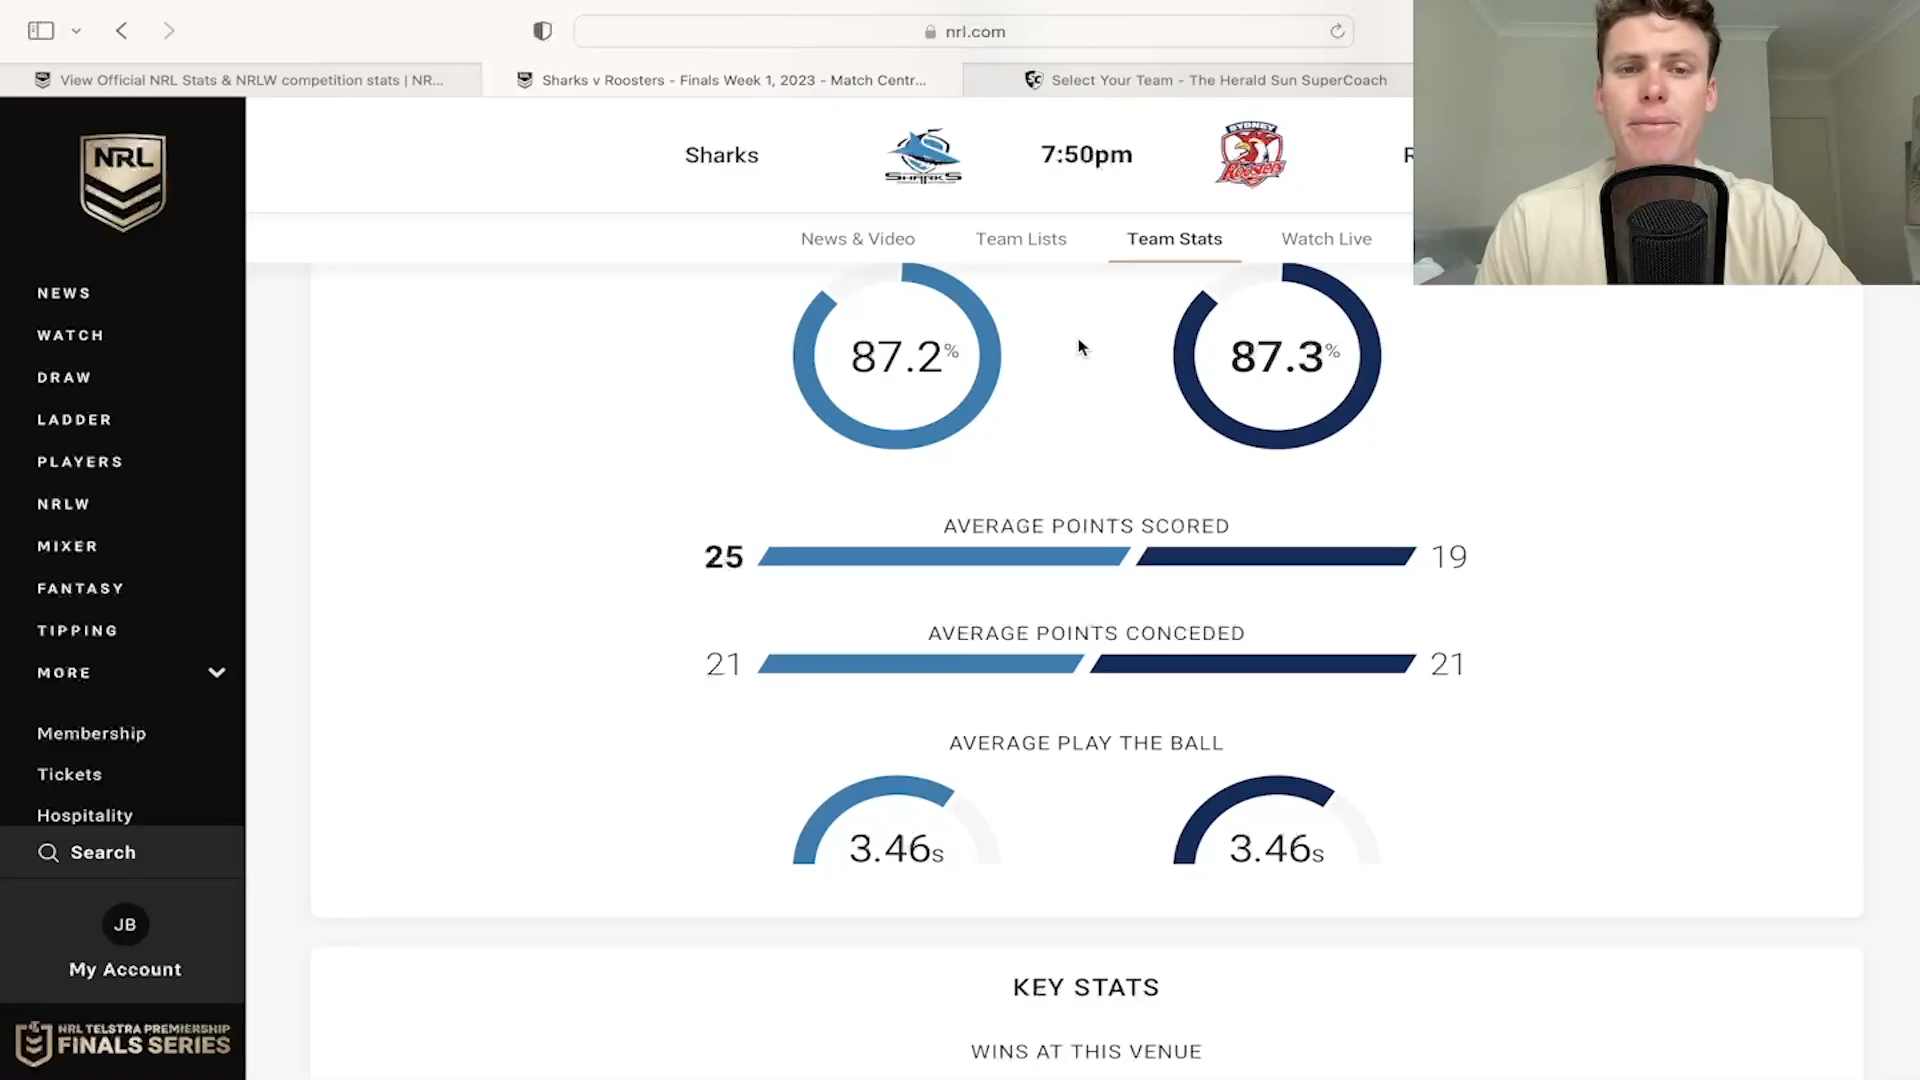 nrl.com
View Official NRL Stats & NRLW competition stats | NR...
Sharks v Roosters - Finals Week 1, 2023 - Match Centr...
Select Your Team - The Herald Sun SuperCoach
NRL
Sharks
SHARKS
7:50pm
SYDNEY
Roosters
R
News & Video
Team Lists
Team Stats
Watch Live
NEWS
WATCH
DRAW
LADDER
PLAYERS
NRLW
MIXER
FANTASY
TIPPING
MORE
Membership
Tickets
Hospitality
Search
JB
My Account
NRL TELSTRA PREMIERSHIP
FINALS SERIES
87.2%
87.3%
AVERAGE POINTS SCORED
25
19
AVERAGE POINTS CONCEDED
21
21
AVERAGE PLAY THE BALL
3.46s
3.46s
KEY STATS
WINS AT THIS VENUE